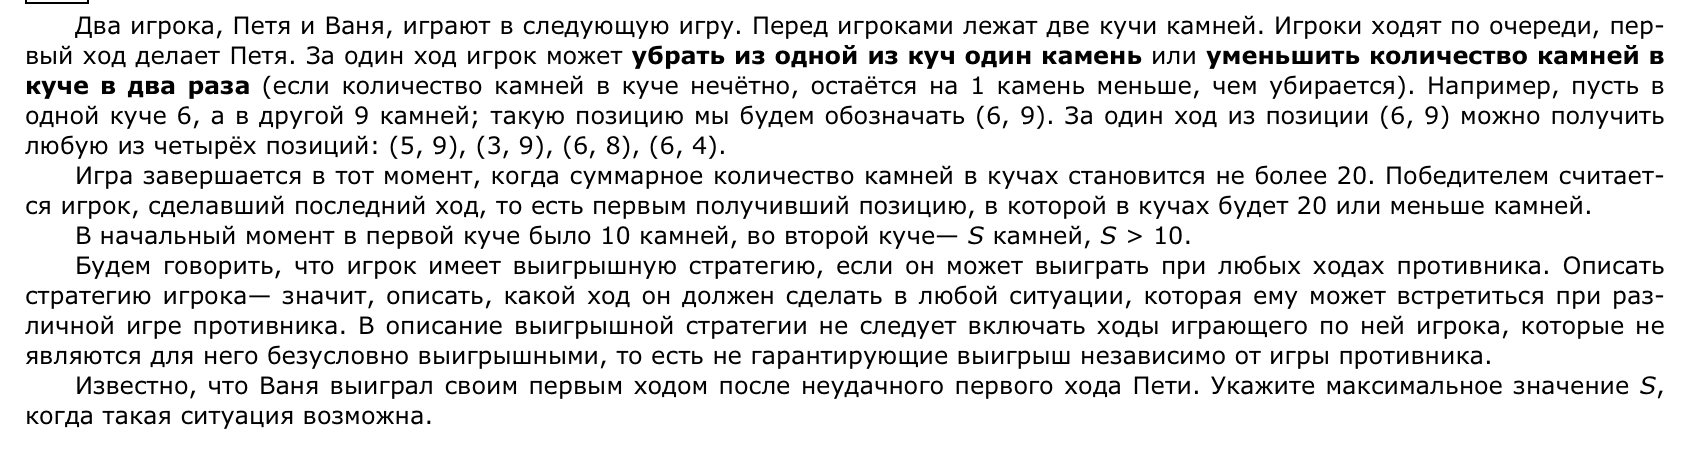 Два игрока, Петя и Ваня, играют в следующую игру. Перед игроками лежат две кучи камней. Игроки ходят по очереди, пер-
вый ход делает Петя. За один ход игрок может убрать из одной из куч один камень или уменьшить количество камней в
куче в два раза (если количество камней в куче нечётно, остаётся на 1 камень меньше, чем убирается). Например, пусть в
одной куче 6, а в другой 9 камней; такую позицию мы будем обозначать (6, 9). За один ход из позиции (6, 9) можно получить
любую из четырёх позиций: (5, 9), (3, 9), (6, 8), (6, 4).
Игра завершается в тот момент, когда суммарное количество камней в кучах становится не более 20. Победителем считает-
ся игрок, сделавший последний ход, то есть первым получивший позицию, в которой в кучах будет 20 или меньше камней.
В начальный момент в первой куче было 10 камней, во второй куче— S камней, S > 10.
Будем говорить, что игрок имеет выигрышную стратегию, если он может выиграть при любых ходах противника. Описать
стратегию игрока— значит, описать, какой ход он должен сделать в любой ситуации, которая ему может встретиться при раз-
личной игре противника. В описание выигрышной стратегии не следует включать ходы играющего по ней игрока, которые не
являются для него безусловно выигрышными, то есть не гарантирующие выигрыш независимо от игры противника.
Известно, что Ваня выиграл своим первым ходом после неудачного первого хода Пети. Укажите максимальное значение S,
когда такая ситуация возможна.